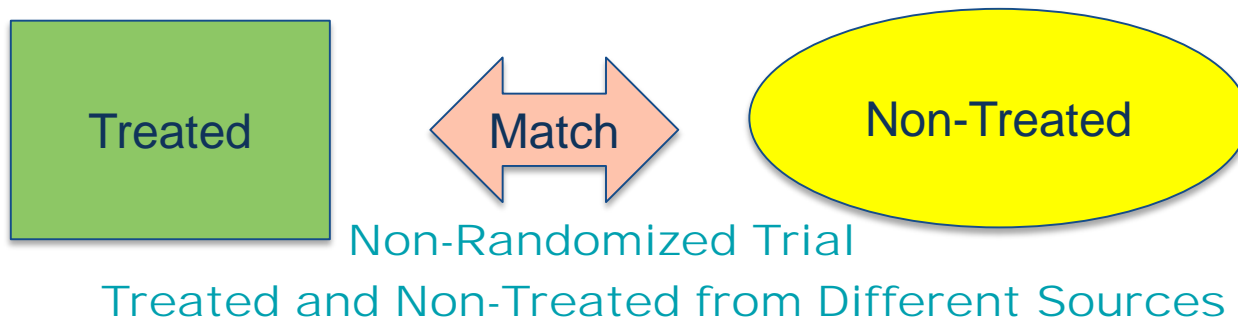 Treated
Match
Non-Treated
Non-Randomized Trial
Treated and Non-Treated from Different Sources